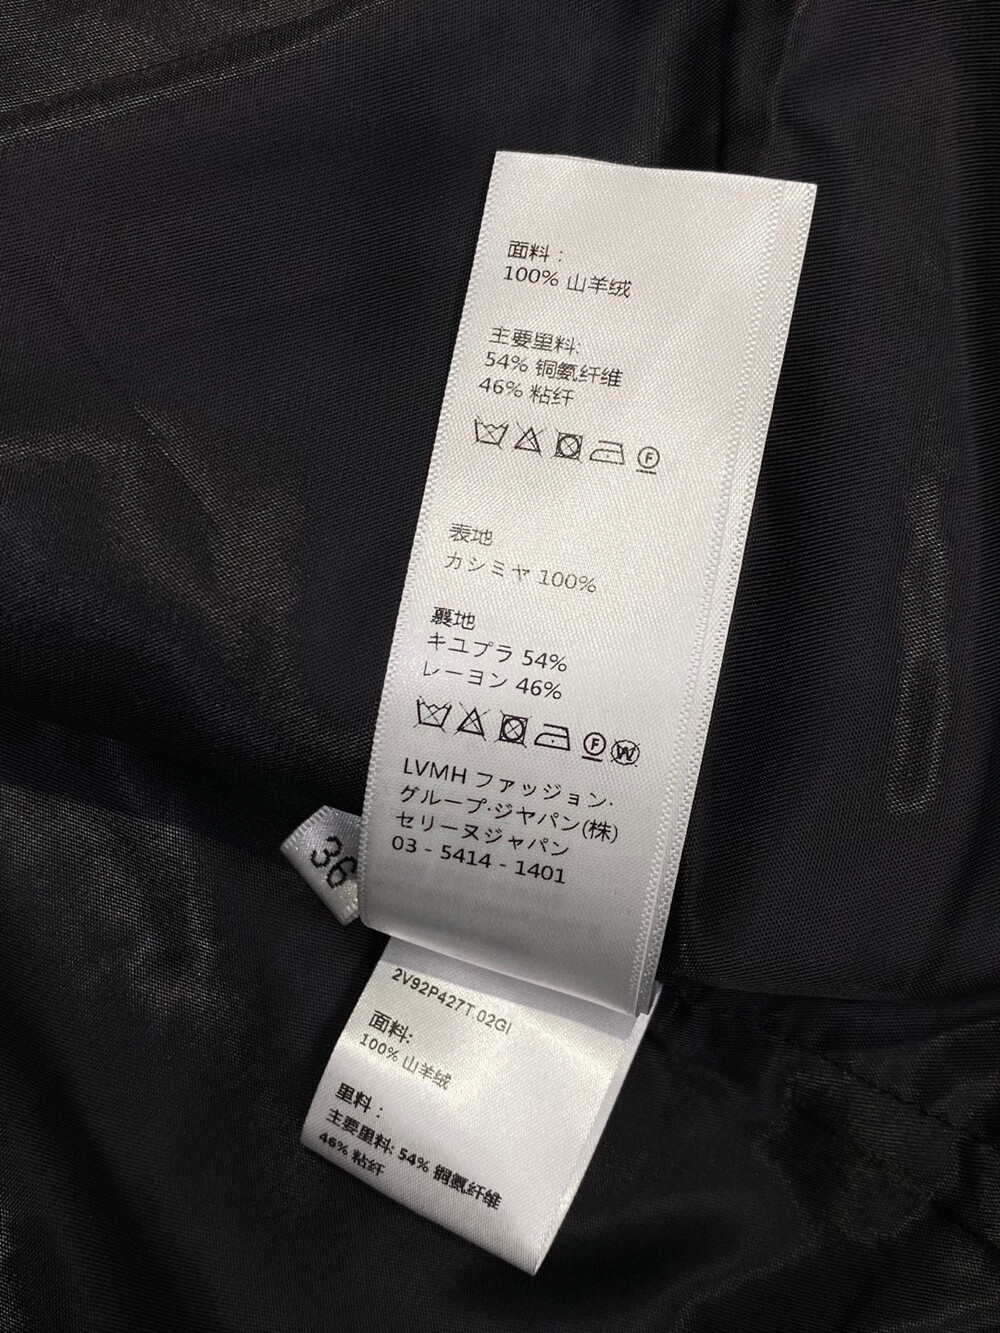 面料：
100% 山羊绒
主要里料:
54% 铜氨纤维
46% 粘纤
F
表地
カシミヤ 100%
裏地
キユプラ 54%
レーヨン 46%
F W
LVMH ファッション·
グループ·ジヤパン(株)
セリーヌジャパン
03 - 5414 - 1401
36
2V92P427T.02GI
面料:
100% 山羊绒
里料：
主要里料: 54% 铜氨纤维
46% 粘纤